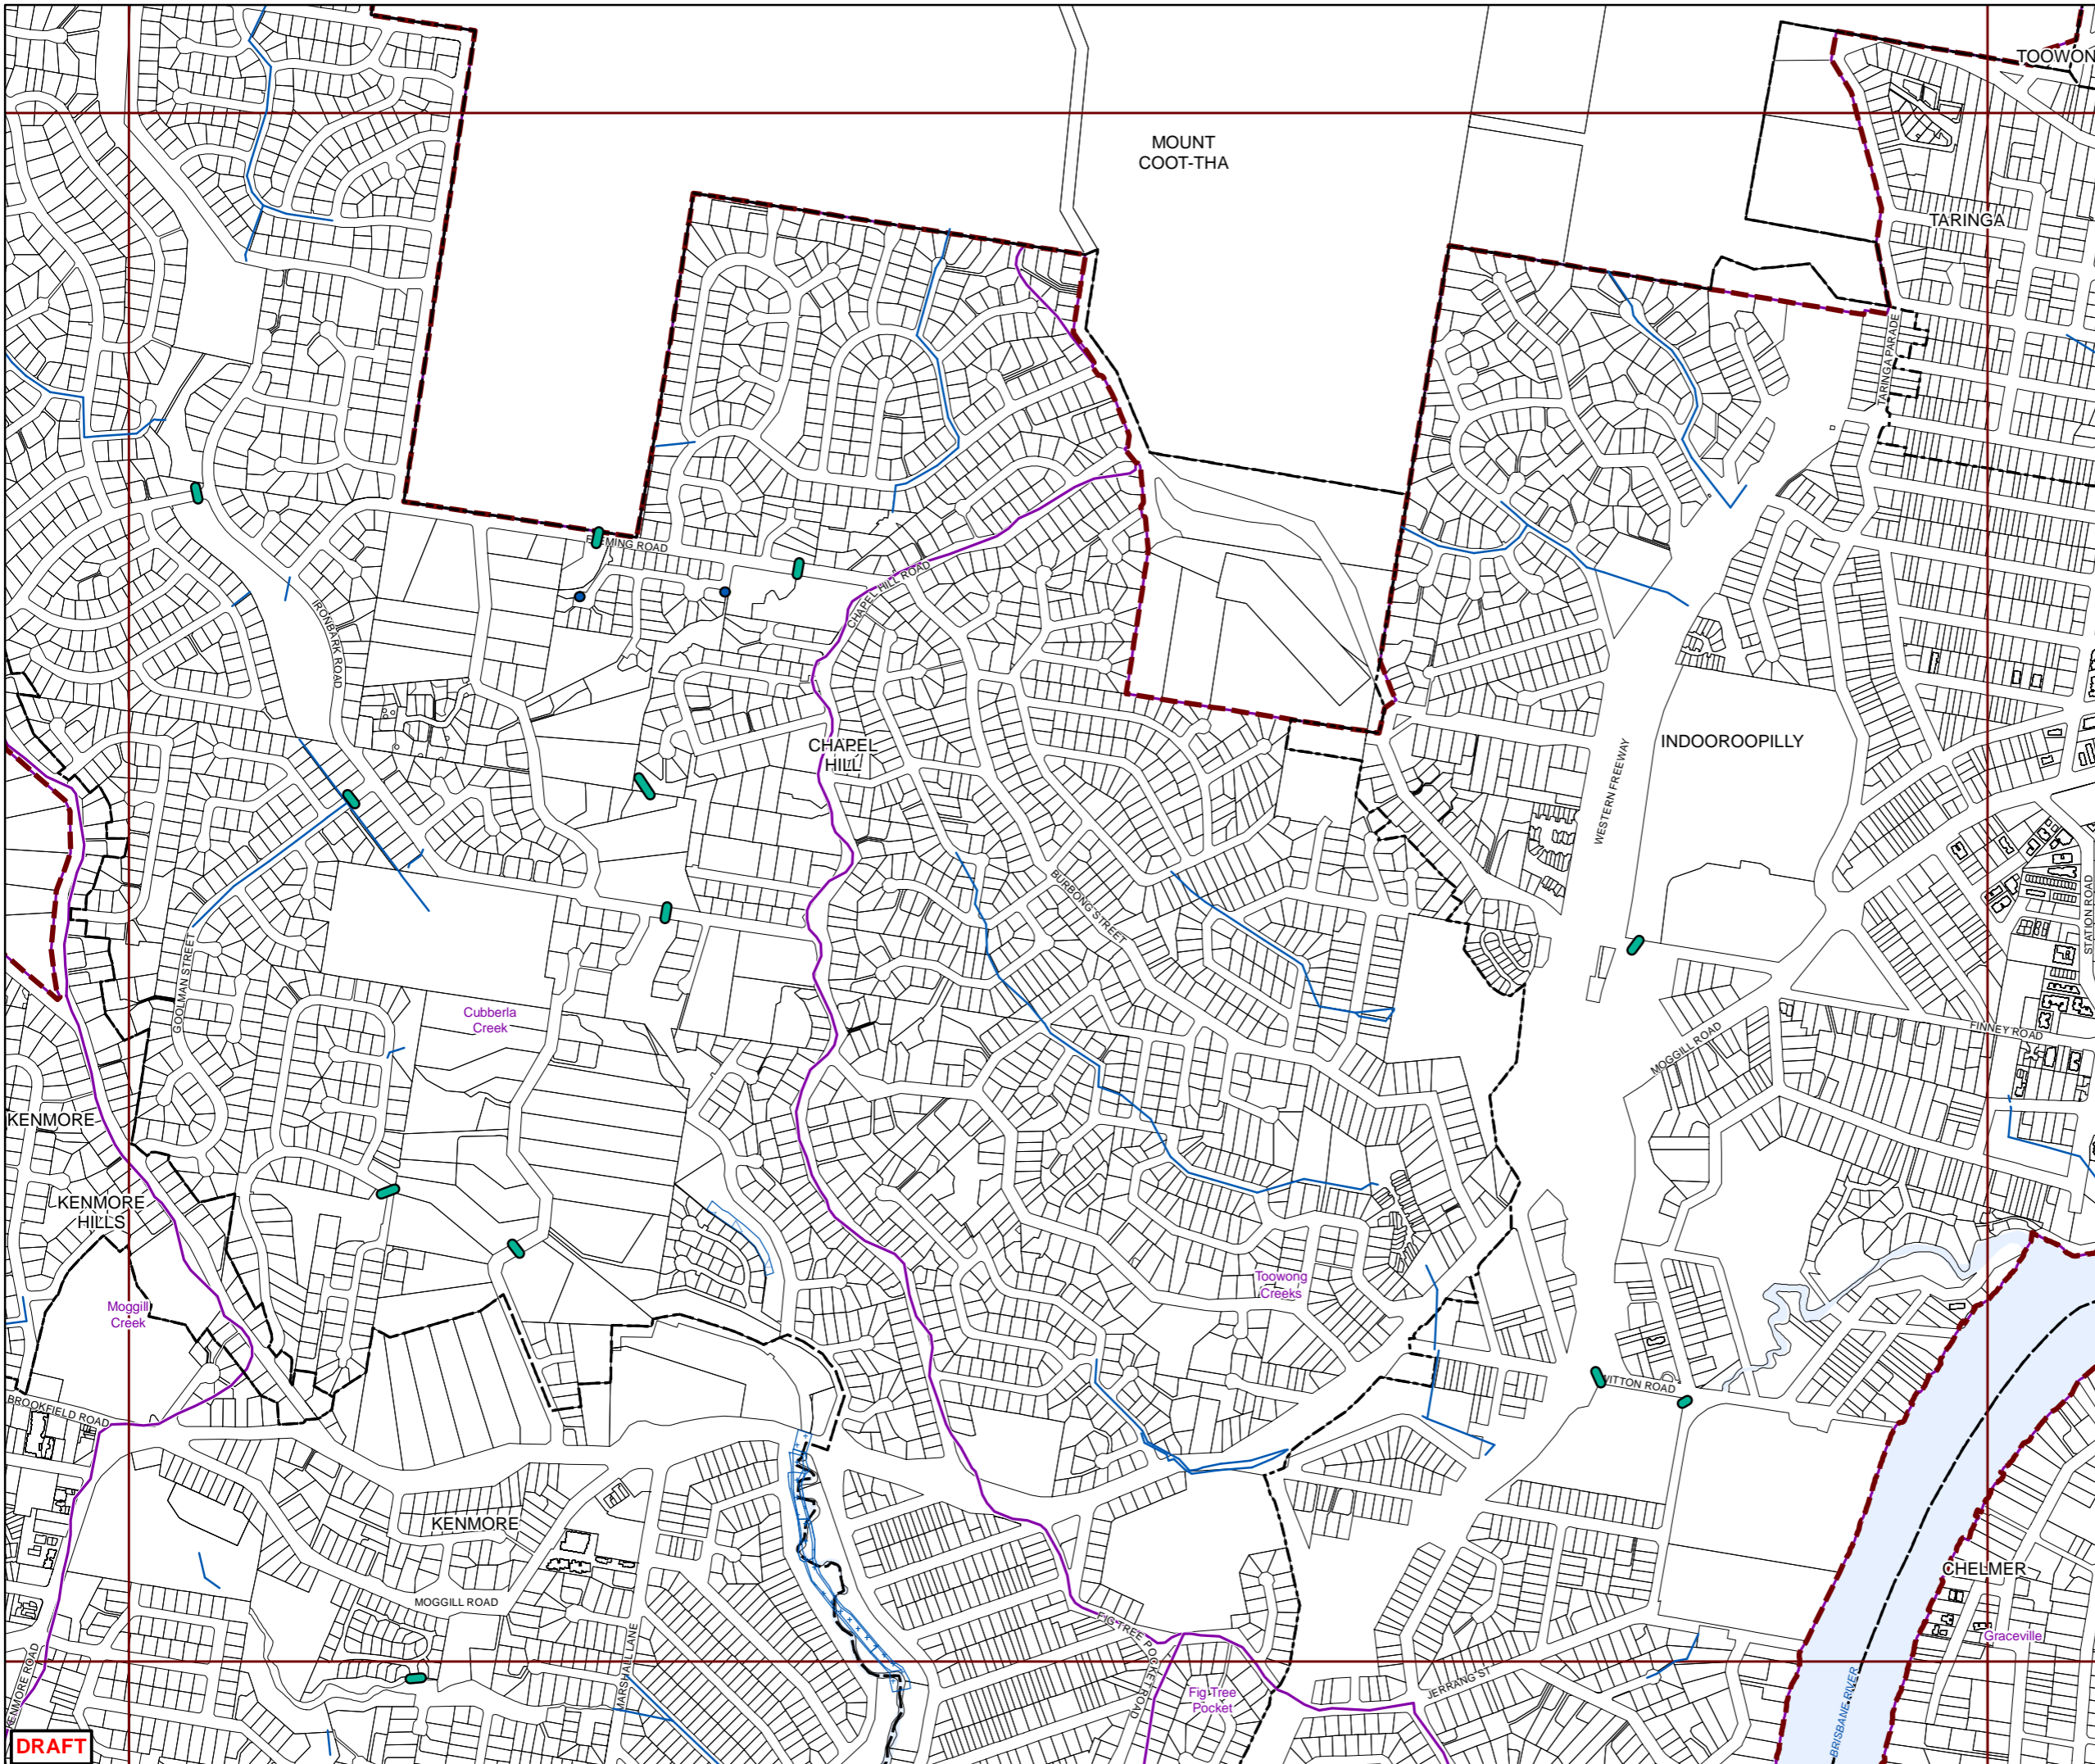 TOOWON
MOUNT
COOT-THA
TARINGA
TARINGA PARADE
FLEMING ROAD
CHAPEL HILL ROAD
IRONBARK ROAD
CHAPEL
HILL
INDOOROOPILLY
WESTERN FREEWAY
BURBONG STREET
STATION ROAD
GOOLMAN STREET
Cubberla
Creek
MOGGILL ROAD
FINNEY ROAD
KENMORE
KENMORE
HILLS
Moggill
Creek
Toowong
Creeks
BROOKFIELD ROAD
WITTON ROAD
KENMORE
CHELMER
MOGGILL ROAD
FIG TREE POCKET ROAD
Graceville
MARSHALL LANE
KENMORE ROAD
JERRANG ST
Fig Tree
Pocket
BRISBANE RIVER
DRAFT